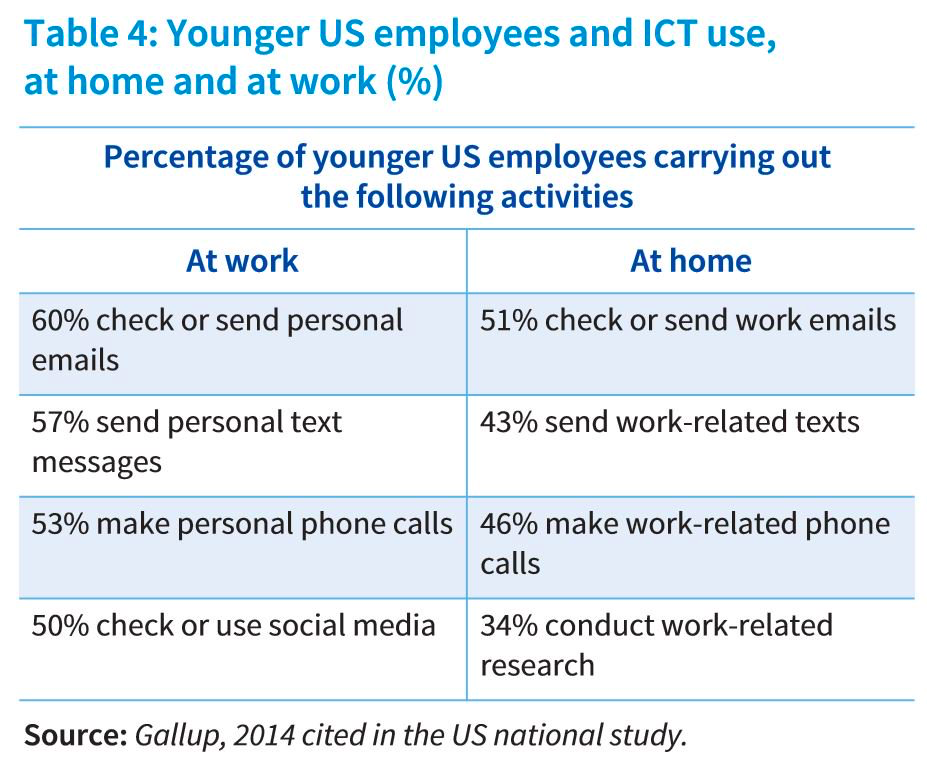 Table 4: Younger US employees and ICT use,
at home and at work (%)
Percentage of younger US employees carrying out
the following activities
At work
At home
60% check or send personal
emails
51% check or send work emails
57% send personal text
messages
43% send work-related texts
53% make personal phone calls
46% make work-related phone
calls
50% check or use social media
34% conduct work-related
research
Source: Gallup, 2014 cited in the US national study.